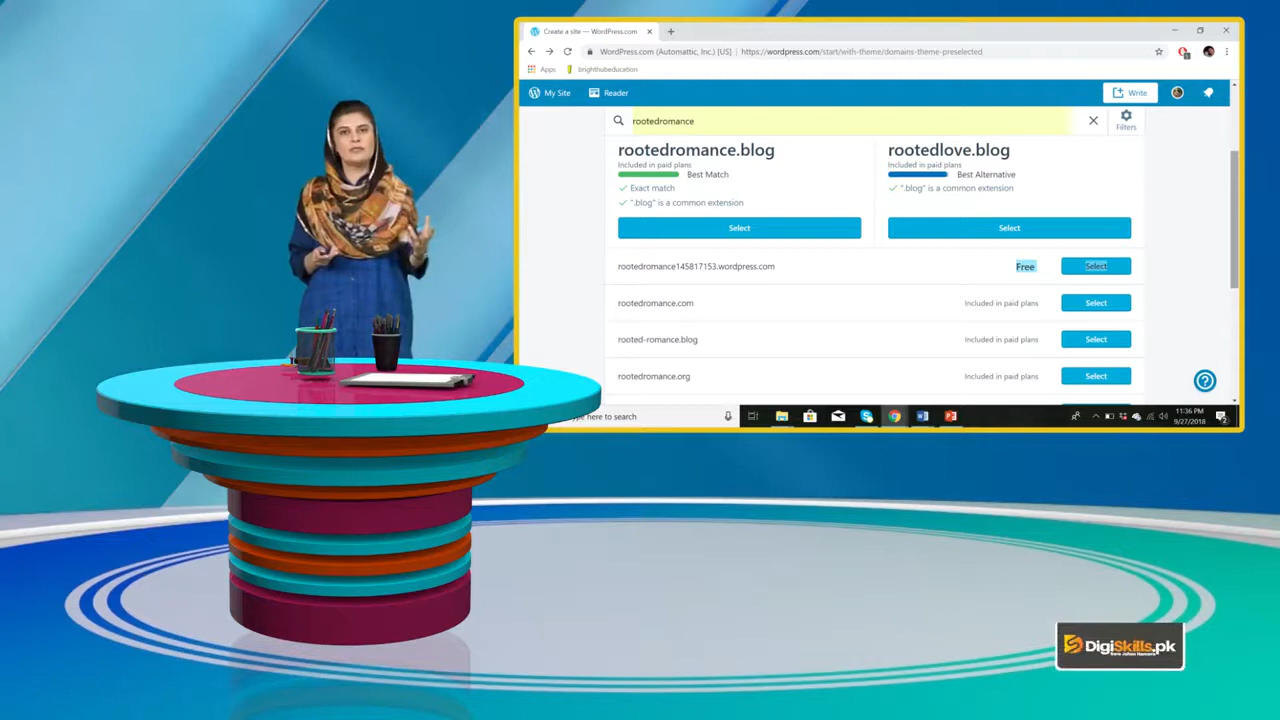 Create a site — WordPress.com
WordPress.com (Automattic, Inc.) [US] | https://wordpress.com/start/with-theme/domains-theme-preselected
Apps brighthubeducation
My Site Reader Write
rootedromance
Filters
rootedromance.blog
Included in paid plans
Best Match
Exact match
".blog" is a common extension
Select
rootedlove.blog
Included in paid plans
Best Alternative
".blog" is a common extension
Select
rootedromance145817153.wordpress.com Free Select
rootedromance.com Included in paid plans Select
rooted-romance.blog Included in paid plans Select
rootedromance.org Included in paid plans Select
here to search
11:36 PM
9/27/2018
DigiSkills.pk